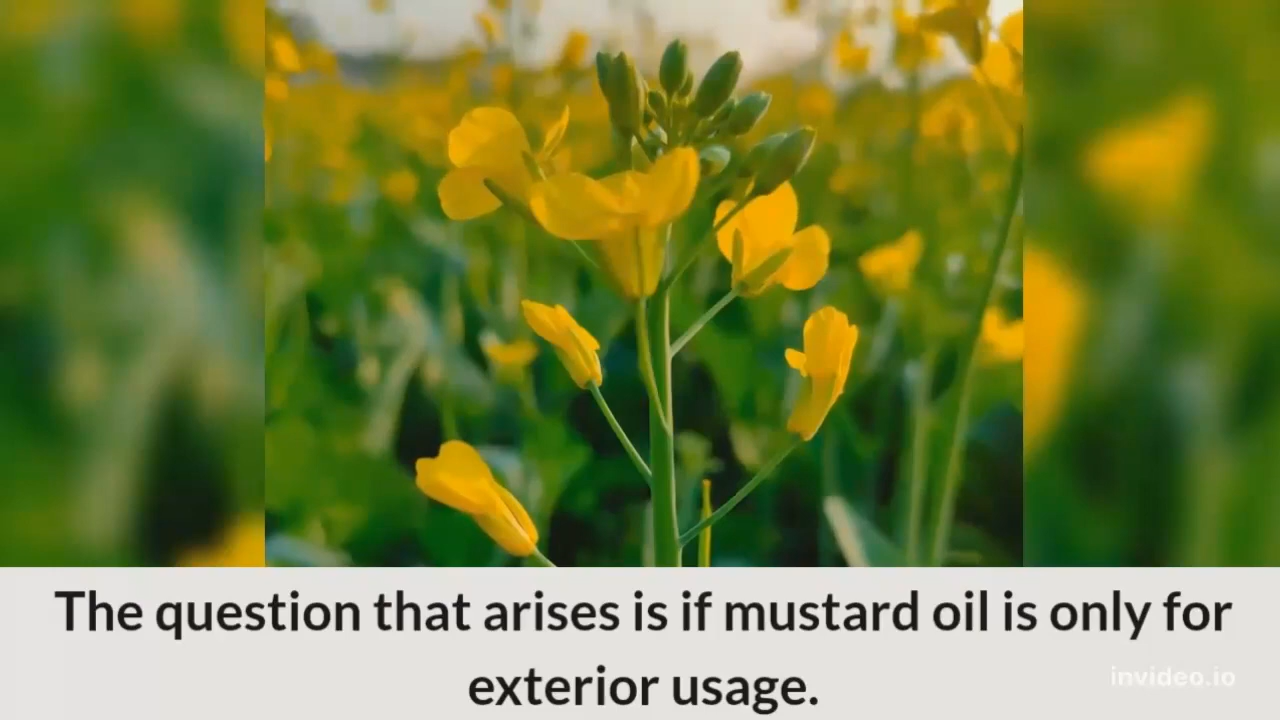 The question that arises is if mustard oil is only for
exterior usage.
invideo.io